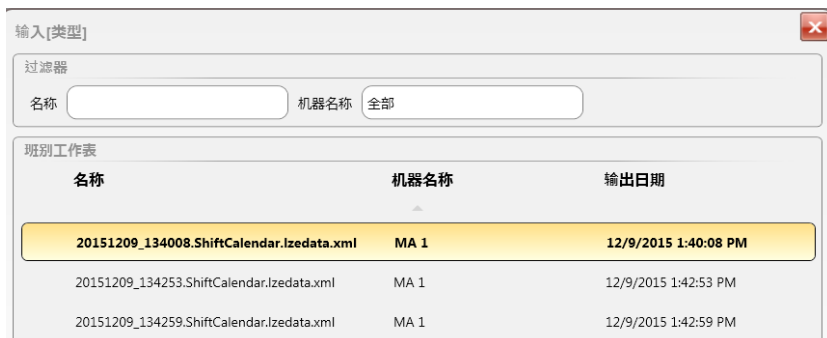 输入[类型]
过滤器
名称 机器名称 全部
班别工作表
名称 机器名称 输出日期
20151209_134008.ShiftCalendar.lzedata.xml MA 1 12/9/2015 1:40:08 PM
20151209_134253.ShiftCalendar.lzedata.xml MA 1 12/9/2015 1:42:53 PM
20151209_134259.ShiftCalendar.lzedata.xml MA 1 12/9/2015 1:42:59 PM